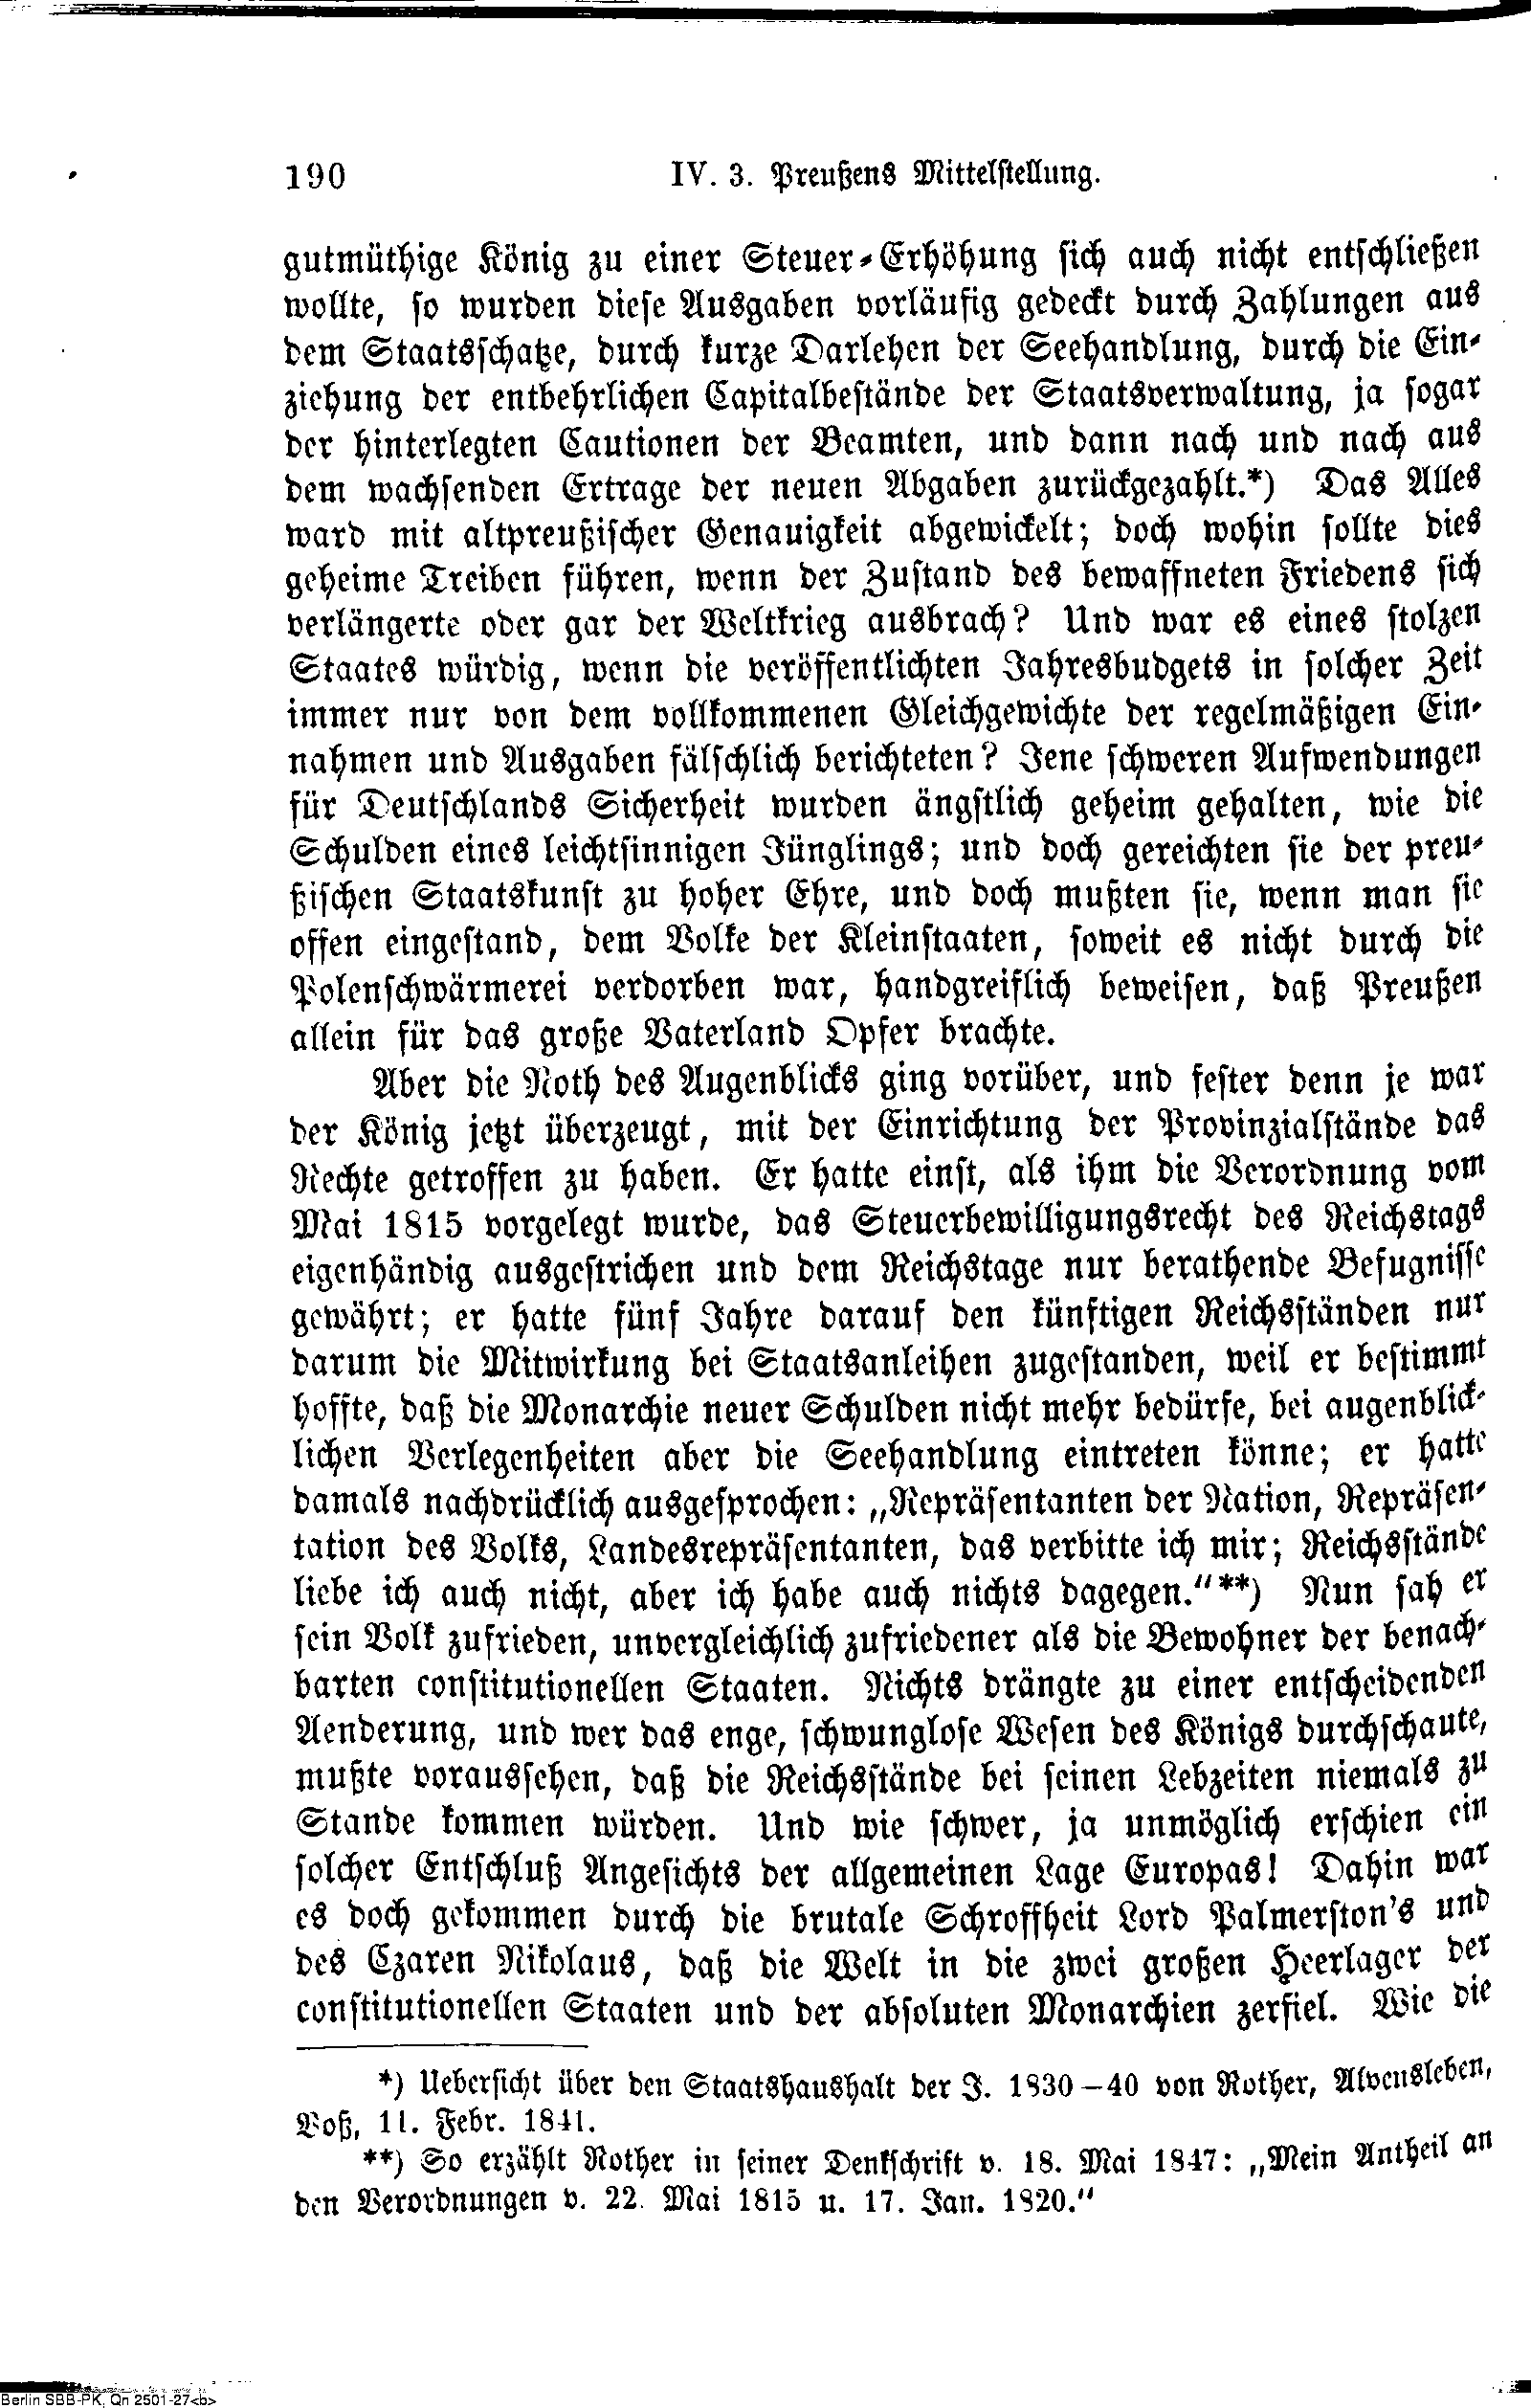 190 IV. 3. Preußens Mittelstellung.
gutmüthige König zu einer Steuer-Erhöhung sich auch nicht entschließen
wollte, so wurden diese Ausgaben vorläufig gedeckt durch Zahlungen aus
dem Staatsschatze, durch kurze Darlehen der Seehandlung, durch die Ein-
ziehung der entbehrlichen Capitalbestände der Staatsverwaltung, ja sogar
der hinterlegten Cautionen der Beamten, und dann nach und nach aus
dem wachsenden Ertrage der neuen Abgaben zurückgezahlt.*) Das Alles
ward mit altpreußischer Genauigkeit abgewickelt; doch wohin sollte dies
geheime Treiben führen, wenn der Zustand des bewaffneten Friedens sich
verlängerte oder gar der Weltkrieg ausbrach? Und war es eines stolzen
Staates würdig, wenn die veröffentlichten Jahresbudgets in solcher Zeit
immer nur von dem vollkommenen Gleichgewichte der regelmäßigen Ein-
nahmen und Ausgaben fälschlich berichteten? Jene schweren Aufwendungen
für Deutschlands Sicherheit wurden ängstlich geheim gehalten, wie die
Schulden eines leichtsinnigen Jünglings; und doch gereichten sie der preu-
ßischen Staatskunst zu hoher Ehre, und doch mußten sie, wenn man sie
offen eingestand, dem Volke der Kleinstaaten, soweit es nicht durch die
Polenschwärmerei verdorben war, handgreiflich beweisen, daß Preußen
allein für das große Vaterland Opfer brachte.
Aber die Noth des Augenblicks ging vorüber, und fester denn je war
der König jetzt überzeugt, mit der Einrichtung der Provinzialstände das
Rechte getroffen zu haben. Er hatte einst, als ihm die Verordnung vom
Mai 1815 vorgelegt wurde, das Steuerbewilligungsrecht des Reichstags
eigenhändig ausgestrichen und dem Reichstage nur berathende Befugnisse
gewährt; er hatte fünf Jahre darauf den künftigen Reichsständen nur
darum die Mitwirkung bei Staatsanleihen zugestanden, weil er bestimmt
hoffte, daß die Monarchie neuer Schulden nicht mehr bedürfe, bei augenblick-
lichen Verlegenheiten aber die Seehandlung eintreten könne; er hatte
damals nachdrücklich ausgesprochen: „Repräsentanten der Nation, Repräsen-
tation des Volks, Landesrepräsentanten, das verbitte ich mir; Reichsstände
liebe ich auch nicht, aber ich habe auch nichts dagegen.“**) Nun sah er
sein Volk zufrieden, unvergleichlich zufriedener als die Bewohner der benach-
barten constitutionellen Staaten. Nichts drängte zu einer entscheidenden
Aenderung, und wer das enge, schwunglose Wesen des Königs durchschaute,
mußte voraussehen, daß die Reichsstände bei seinen Lebzeiten niemals zu
Stande kommen würden. Und wie schwer, ja unmöglich erschien ein
solcher Entschluß Angesichts der allgemeinen Lage Europas! Dahin war
es doch gekommen durch die brutale Schroffheit Lord Palmerston's und
des Czaren Nikolaus, daß die Welt in die zwei großen Heerlager der
constitutionellen Staaten und der absoluten Monarchien zerfiel. Wie die
*) Uebersicht über den Staatshaushalt der J. 1830–40 von Rother, Alvensleben,
Voß, 11. Febr. 1841.
**) So erzählt Rother in seiner Denkschrift v. 18. Mai 1847: „Mein Antheil an
den Verordnungen v. 22. Mai 1815 u. 17. Jan. 1820.“
Berlin SBB-PK, Qn 2501-27<b>